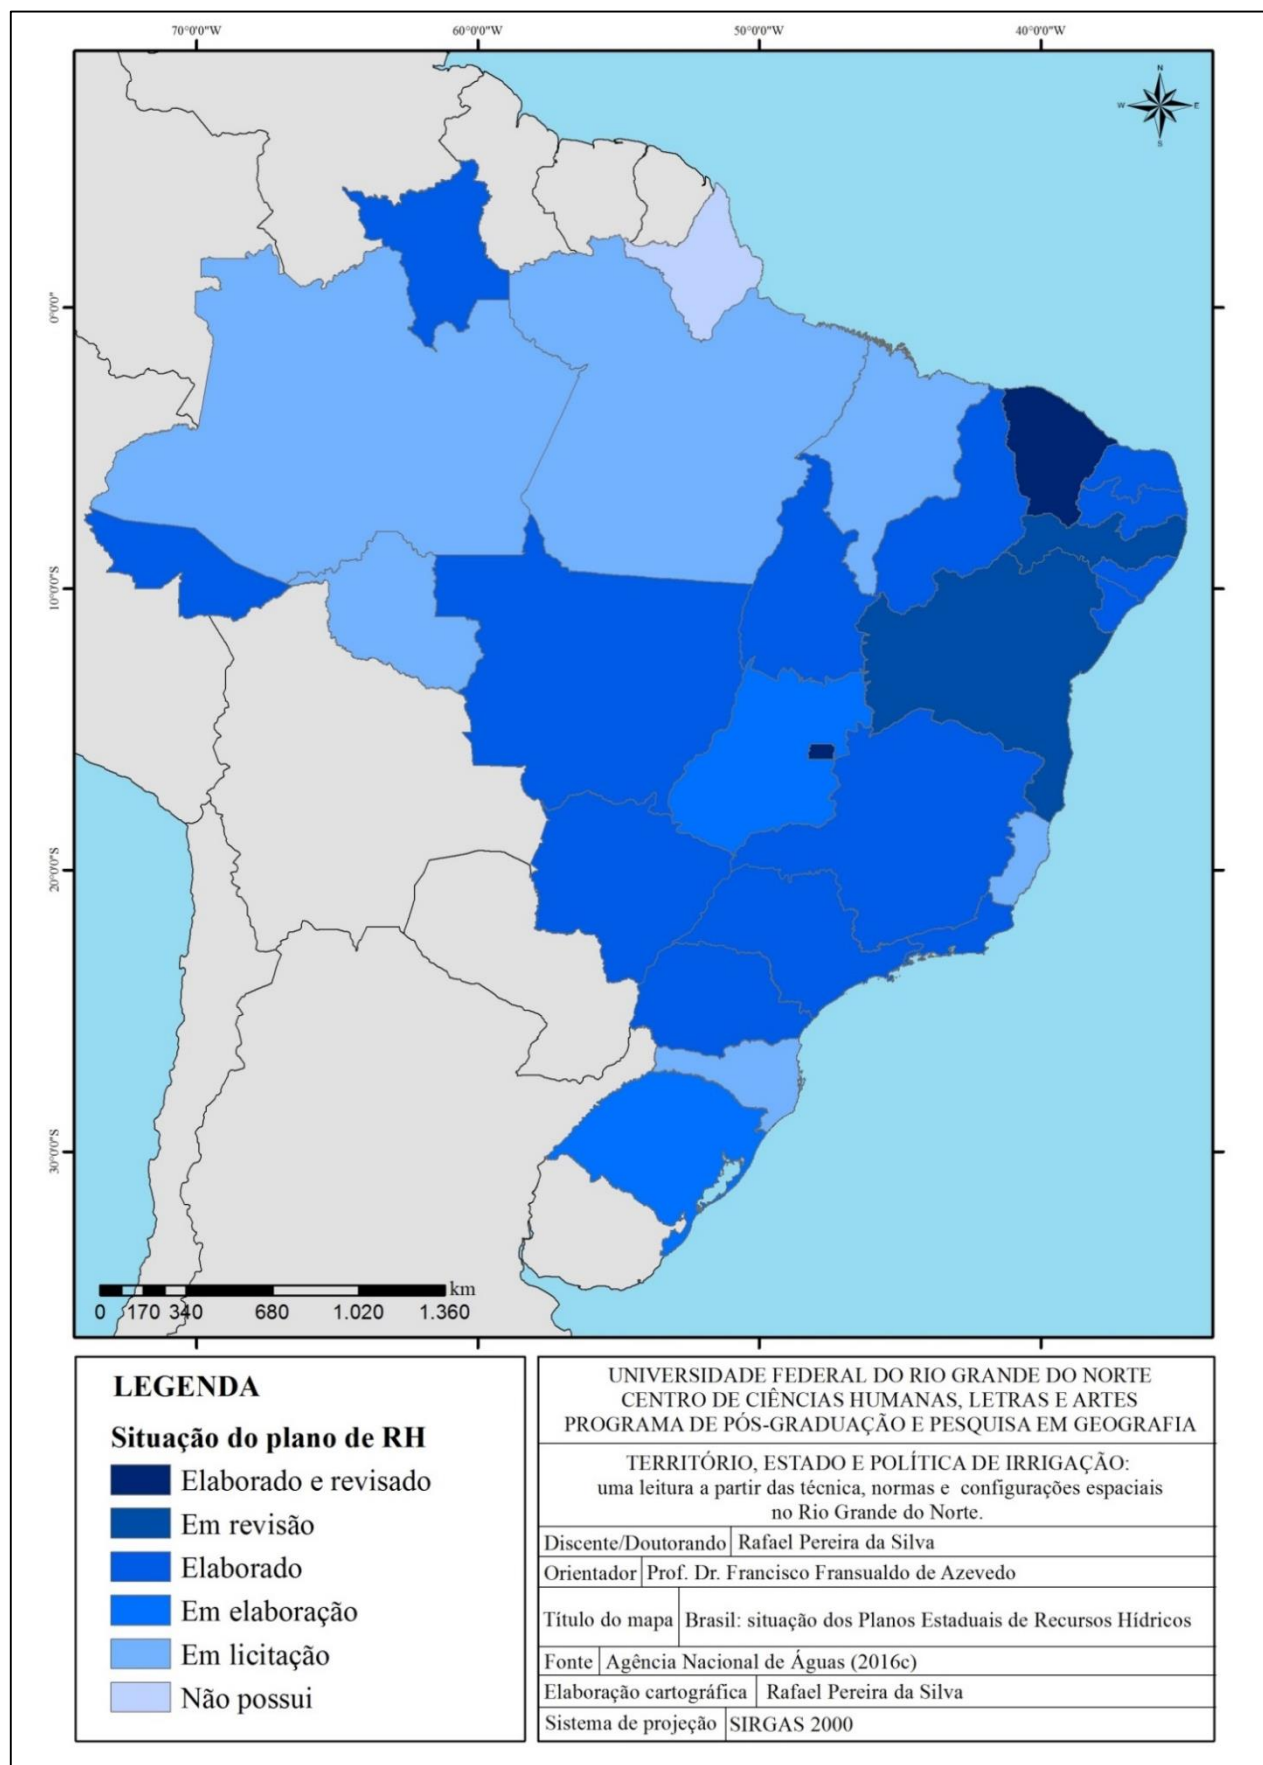 70°0'0"W 60°0'0"W 50°0'0"W 40°0'0"W
N
W E
S
0°0'0"
10°0'0"S
20°0'0"S
30°0'0"S
km
0 170 340 680 1.020 1.360
LEGENDA
Situação do plano de RH
Elaborado e revisado
Em revisão
Elaborado
Em elaboração
Em licitação
Não possui
UNIVERSIDADE FEDERAL DO RIO GRANDE DO NORTE
CENTRO DE CIÊNCIAS HUMANAS, LETRAS E ARTES
PROGRAMA DE PÓS-GRADUAÇÃO E PESQUISA EM GEOGRAFIA
TERRITÓRIO, ESTADO E POLÍTICA DE IRRIGAÇÃO:
uma leitura a partir das técnica, normas e configurações espaciais
no Rio Grande do Norte.
Discente/Doutorando Rafael Pereira da Silva
Orientador Prof. Dr. Francisco Fransualdo de Azevedo
Título do mapa Brasil: situação dos Planos Estaduais de Recursos Hídricos
Fonte Agência Nacional de Águas (2016c)
Elaboração cartográfica Rafael Pereira da Silva
Sistema de projeção SIRGAS 2000